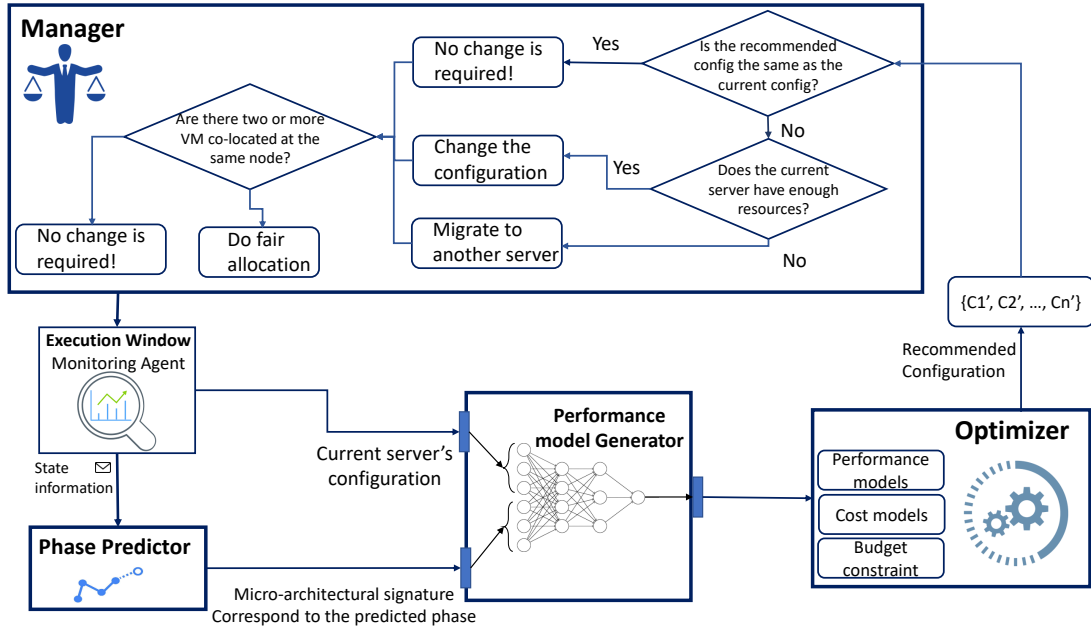 Manager
No change is
required!
Yes
Is the recommended
config the same as the
current config?
Are there two or more
VM co-located at the
same node?
No
Change the
configuration
Yes
Does the current
server have enough
resources?
No change is
required!
Do fair
allocation
Migrate to
another server
No
{C1’, C2’, …, Cn’}
Recommended
Configuration
Execution Window
Monitoring Agent
State
information
Current server’s
configuration
Performance
model Generator
Optimizer
Performance
models
Cost models
Budget
constraint
Phase Predictor
Micro-architectural signature
Correspond to the predicted phase